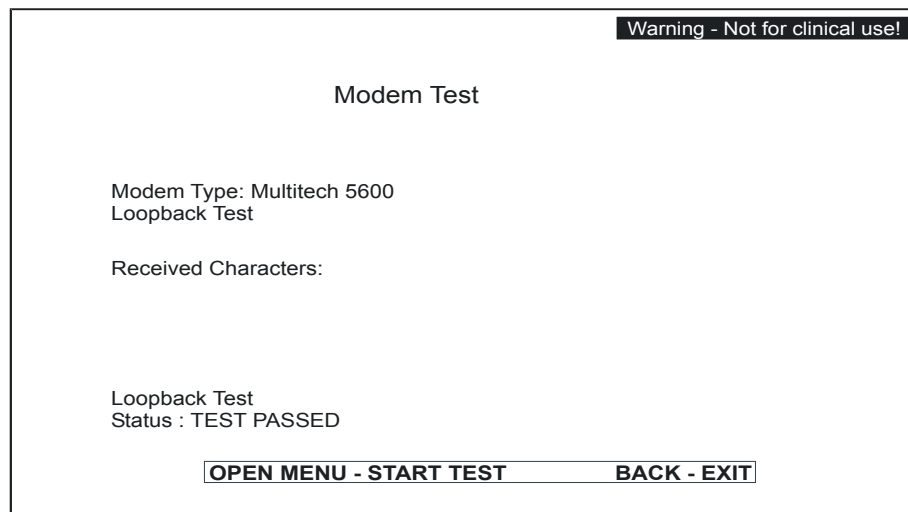 Warning - Not for clinical use!
Modem Test
Modem Type: Multitech 5600
Loopback Test
Received Characters:
Loopback Test
Status : TEST PASSED
OPEN MENU - START TEST BACK - EXIT